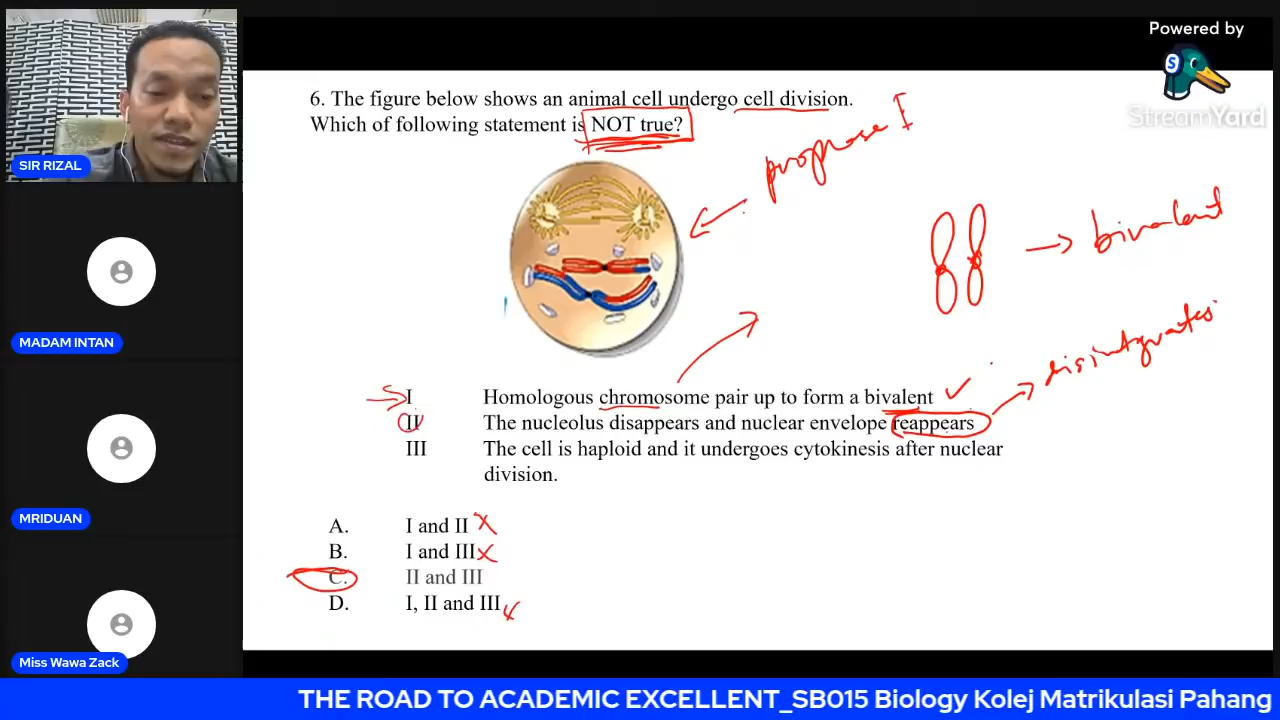 Powered by
S
StreamYard
SIR RIZAL
MADAM INTAN
MRIDUAN
Miss Wawa Zack
6. The figure below shows an animal cell undergo cell division.
Which of following statement is NOT true?
prophase I
bivalent
disintegrates
I Homologous chromosome pair up to form a bivalent
II The nucleolus disappears and nuclear envelope reappears
III The cell is haploid and it undergoes cytokinesis after nuclear
division.
A. I and II
B. I and III
C. II and III
D. I, II and III
THE ROAD TO ACADEMIC EXCELLENT_SB015 Biology Kolej Matrikulasi Pahang